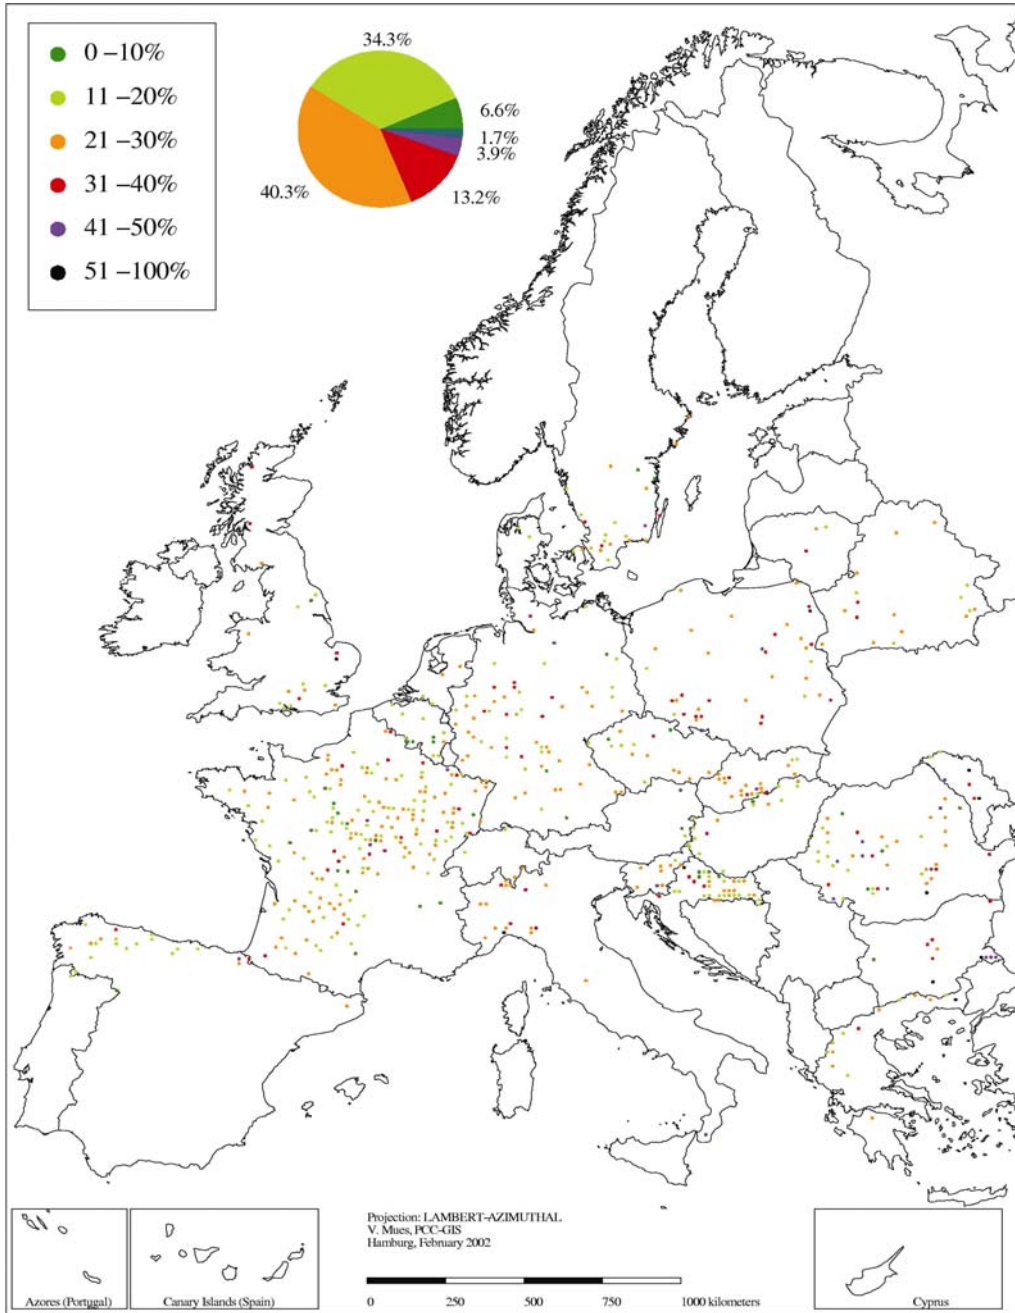 0 –10%
11 –20%
21 –30%
31 –40%
41 –50%
51 –100%
34.3%
6.6%
1.7%
3.9%
13.2%
40.3%
Projection: LAMBERT-AZIMUTHAL
V. Mues, PCC-GIS
Hamburg, February 2002
0 250 500 750 1000 kilometers
Azores (Portugal)
Canary Islands (Spain)
Cyprus